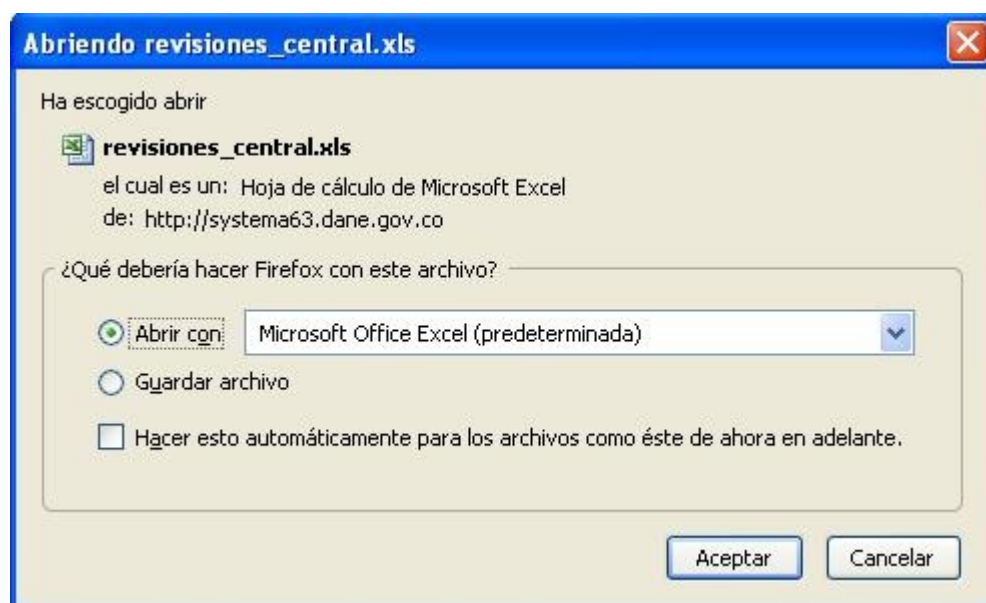 Abriendo revisiones_central.xls
Ha escogido abrir
revisiones_central.xls
el cual es un: Hoja de cálculo de Microsoft Excel
de: http://systema63.dane.gov.co
¿Qué debería hacer Firefox con este archivo?
Abrir con Microsoft Office Excel (predeterminada)
Guardar archivo
Hacer esto automáticamente para los archivos como éste de ahora en adelante.
Aceptar Cancelar